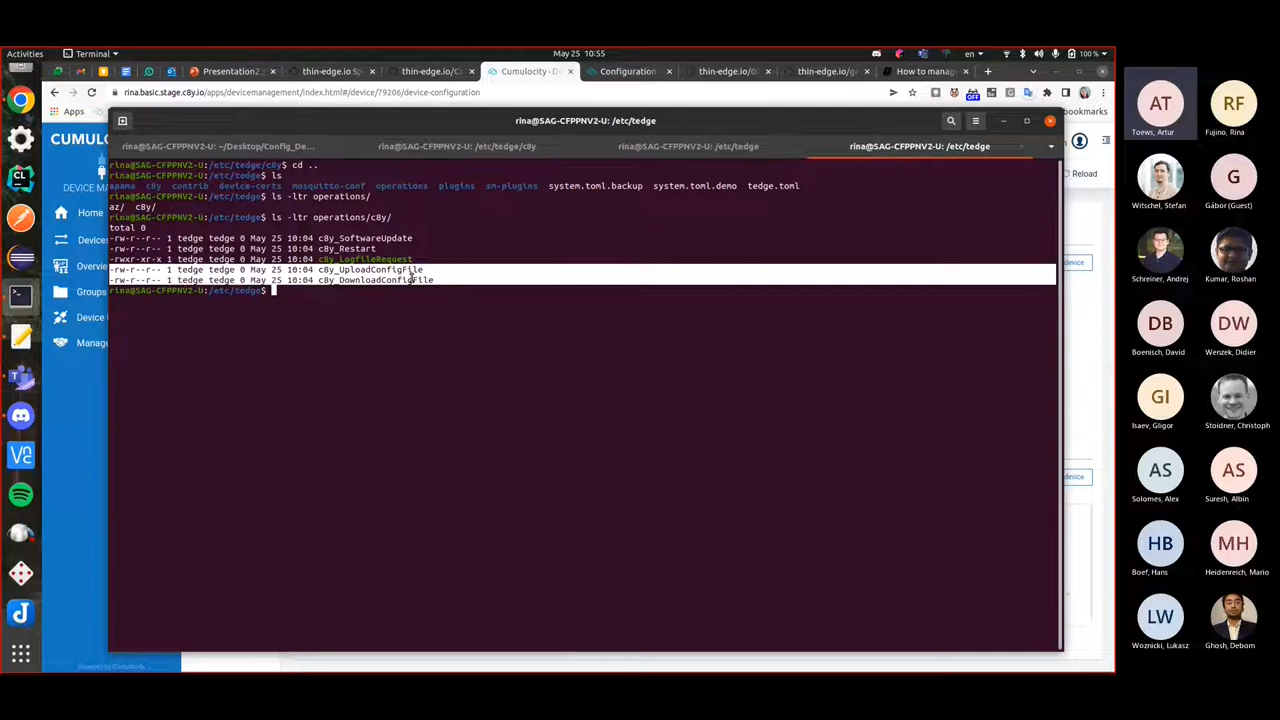 Activities
Terminal
May 25 10:55
en
100 %
Presentation2
thin-edge.io Sp
thin-edge.io/C
Cumulocity - D
Configuration
thin-edge.io/0
thin-edge.io/g
How to manag
rina.basic.stage.c8y.io/apps/devicemanagement/index.html#/device/79206/device-configuration
OFF
Apps
ookmarks
rina@SAG-CFPPNV2-U: /etc/tedge
rina@SAG-CFPPNV2-U: ~/Desktop/Config_De...
rina@SAG-CFPPNV2-U: /etc/tedge/c8y
rina@SAG-CFPPNV2-U: /etc/tedge
rina@SAG-CFPPNV2-U: /etc/tedge
CUMULO
DEVICE MA
Home
Devices
Overvie
Groups
Device
Manage
Reload
device
device
rina@SAG-CFPPNV2-U:/etc/tedge/c8y$ cd ..
rina@SAG-CFPPNV2-U:/etc/tedge$ ls
apama c8y contrib device-certs mosquitto-conf operations plugins sm-plugins system.toml.backup system.toml.demo tedge.toml
rina@SAG-CFPPNV2-U:/etc/tedge$ ls -ltr operations/
az/ c8y/
rina@SAG-CFPPNV2-U:/etc/tedge$ ls -ltr operations/c8y/
total 0
-rw-r--r-- 1 tedge tedge 0 May 25 10:04 c8y_SoftwareUpdate
-rw-r--r-- 1 tedge tedge 0 May 25 10:04 c8y_Restart
-rwxr-xr-x 1 tedge tedge 0 May 25 10:04 c8y_LogfileRequest
-rw-r--r-- 1 tedge tedge 0 May 25 10:04 c8y_UploadConfigFile
-rw-r--r-- 1 tedge tedge 0 May 25 10:04 c8y_DownloadConfigFile
rina@SAG-CFPPNV2-U:/etc/tedge$
AT
Toews, Artur
RF
Fujino, Rina
Witschel, Stefan
G
Gábor (Guest)
Schreiner, Andrej
Kumar, Roshan
DB
Boenisch, David
DW
Wenzek, Didier
GI
Isaev, Gligor
Stoidner, Christoph
AS
Solomes, Alex
AS
Suresh, Albin
HB
Boef, Hans
MH
Heidenreich, Mario
LW
Woznicki, Lukasz
Ghosh, Debom